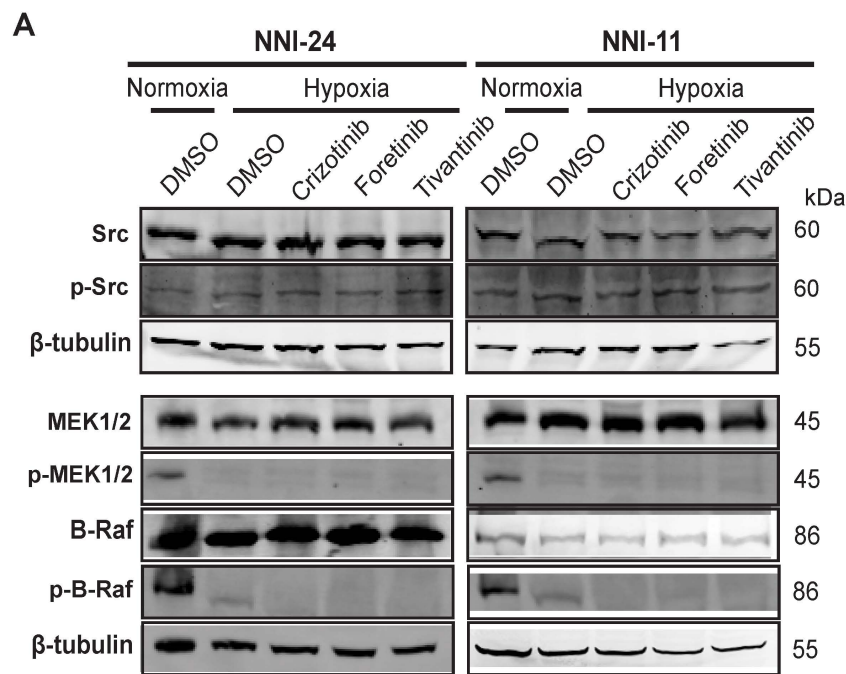 A
NNI-24 NNI-11
Normoxia Hypoxia Normoxia Hypoxia
DMSO DMSO Crizotinib Foretinib Tivantinib DMSO DMSO Crizotinib Foretinib Tivantinib
kDa
Src 60
p-Src 60
β-tubulin 55
MEK1/2 45
p-MEK1/2 45
B-Raf 86
p-B-Raf 86
β-tubulin 55